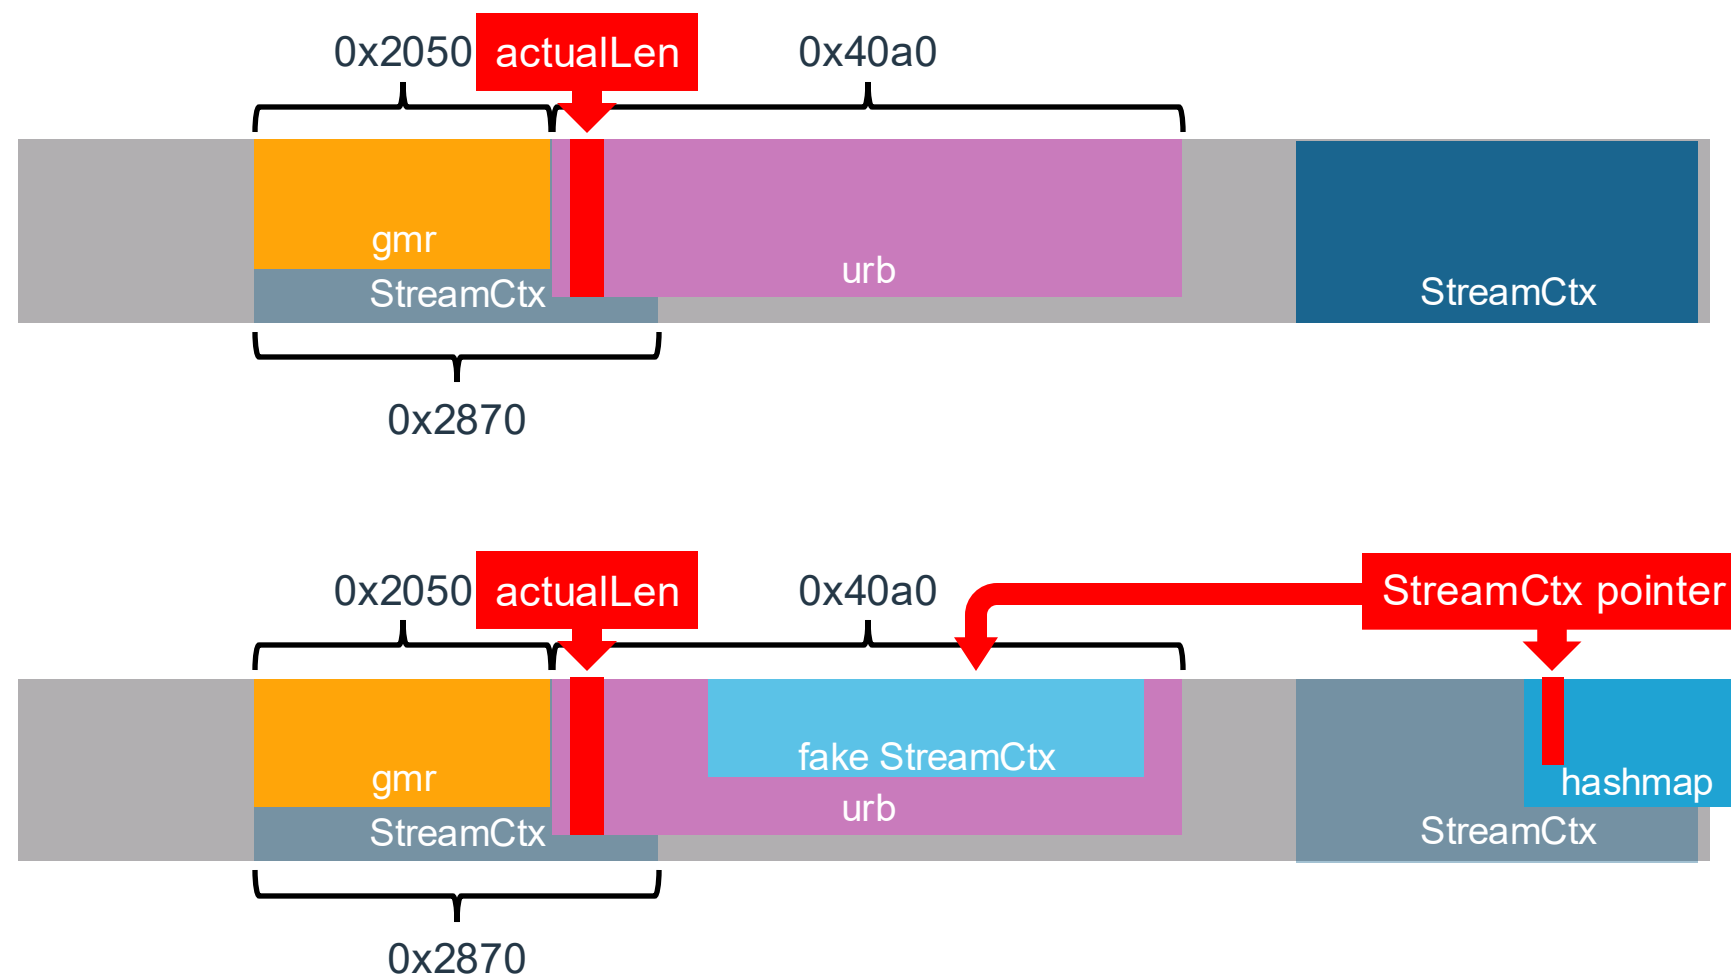 0x2050
actualLen
0x40a0
gmr
StreamCtx
urb
StreamCtx
0x2870
0x2050
actualLen
0x40a0
StreamCtx pointer
gmr
StreamCtx
fake StreamCtx
urb
hashmap
StreamCtx
0x2870